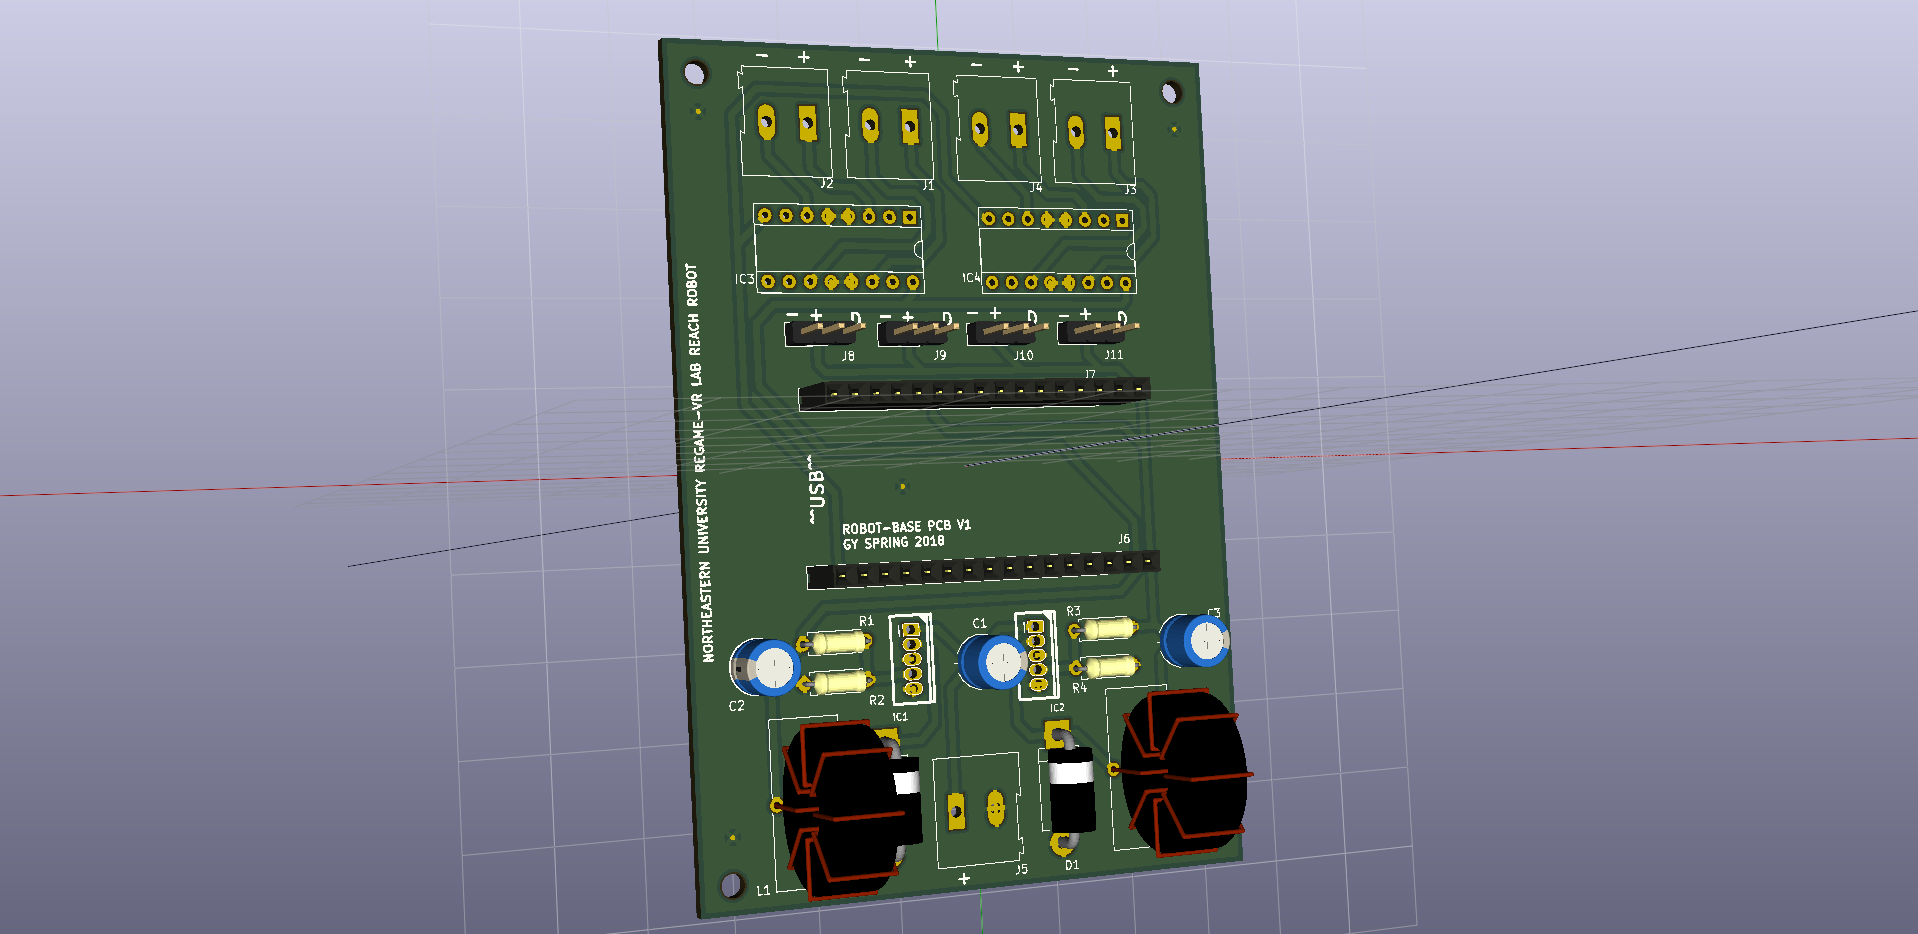 − + − + − + − +
J2 J1 J4 J3
IC3 IC4
− + D − + D − + D − + D
J8 J9 J10 J11
J7
NORTHEASTERN UNIVERSITY REGAME-VR LAB REACH ROBOT
~USB~
ROBOT-BASE PCB V1
GY SPRING 2018
J6
R1 C1 R3 C3
R2 R4
C2 IC1 IC2
L1 + J5 D1